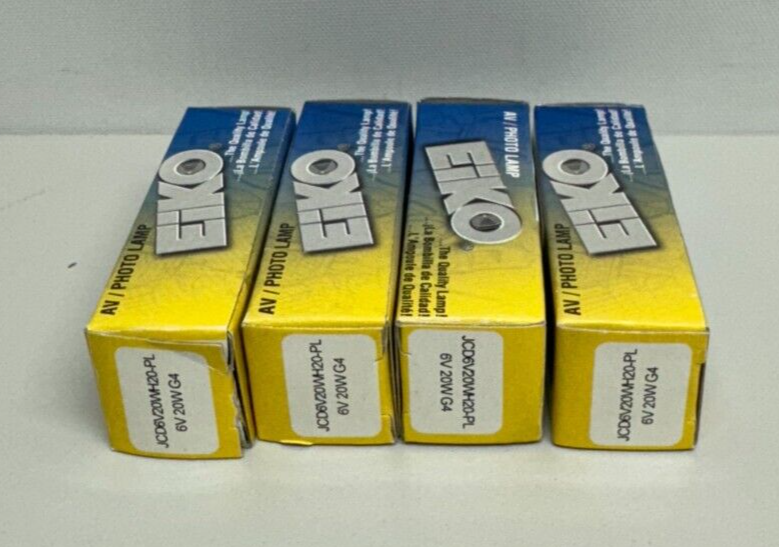 AV / PHOTO LAMP
EIKO
...The Quality Lamp!
...¡La Bombilla de Calidad!
...L'Ampoule de Qualité!
JCD6V20WH20-PL
6V 20W G4
AV / PHOTO LAMP
EIKO
...The Quality Lamp!
...¡La Bombilla de Calidad!
...L'Ampoule de Qualité!
JCD6V20WH20-PL
6V 20W G4
AV / PHOTO LAMP
EIKO®
...The Quality Lamp!
...¡La Bombilla de Calidad!
...L'Ampoule de Qualité!
JCD6V20WH20-PL
6V 20W G4
AV / PHOTO LAMP
EIKO
...The Quality Lamp!
...¡La Bombilla de Calidad!
...L'Ampoule de Qualité!
JCD6V20WH20-PL
6V 20W G4